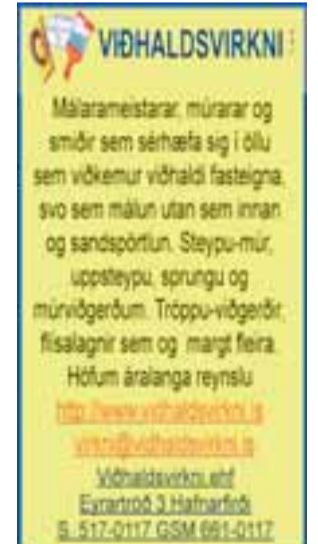 VIÐHALDSVIRKNI
Málarameistarar, múrarar og
smiðir sem sérhæfa sig í öllu
sem viðkemur viðhaldi fasteigna,
svo sem málun utan sem innan
og sandspörtlun. Steypu-múr,
uppsteypu, sprungu og
múrviðgerðum. Tröppu-viðgerðir,
flísalagnir sem og margt fleira.
Höfum áralanga reynslu
http://www.vidhaldsvirkni.is
virkni@vidhaldsvirkni.is
Viðhaldsvirkni ehf
Eyrartröð 3 Hafnarfirði
S. 517-0117 GSM 661-0117